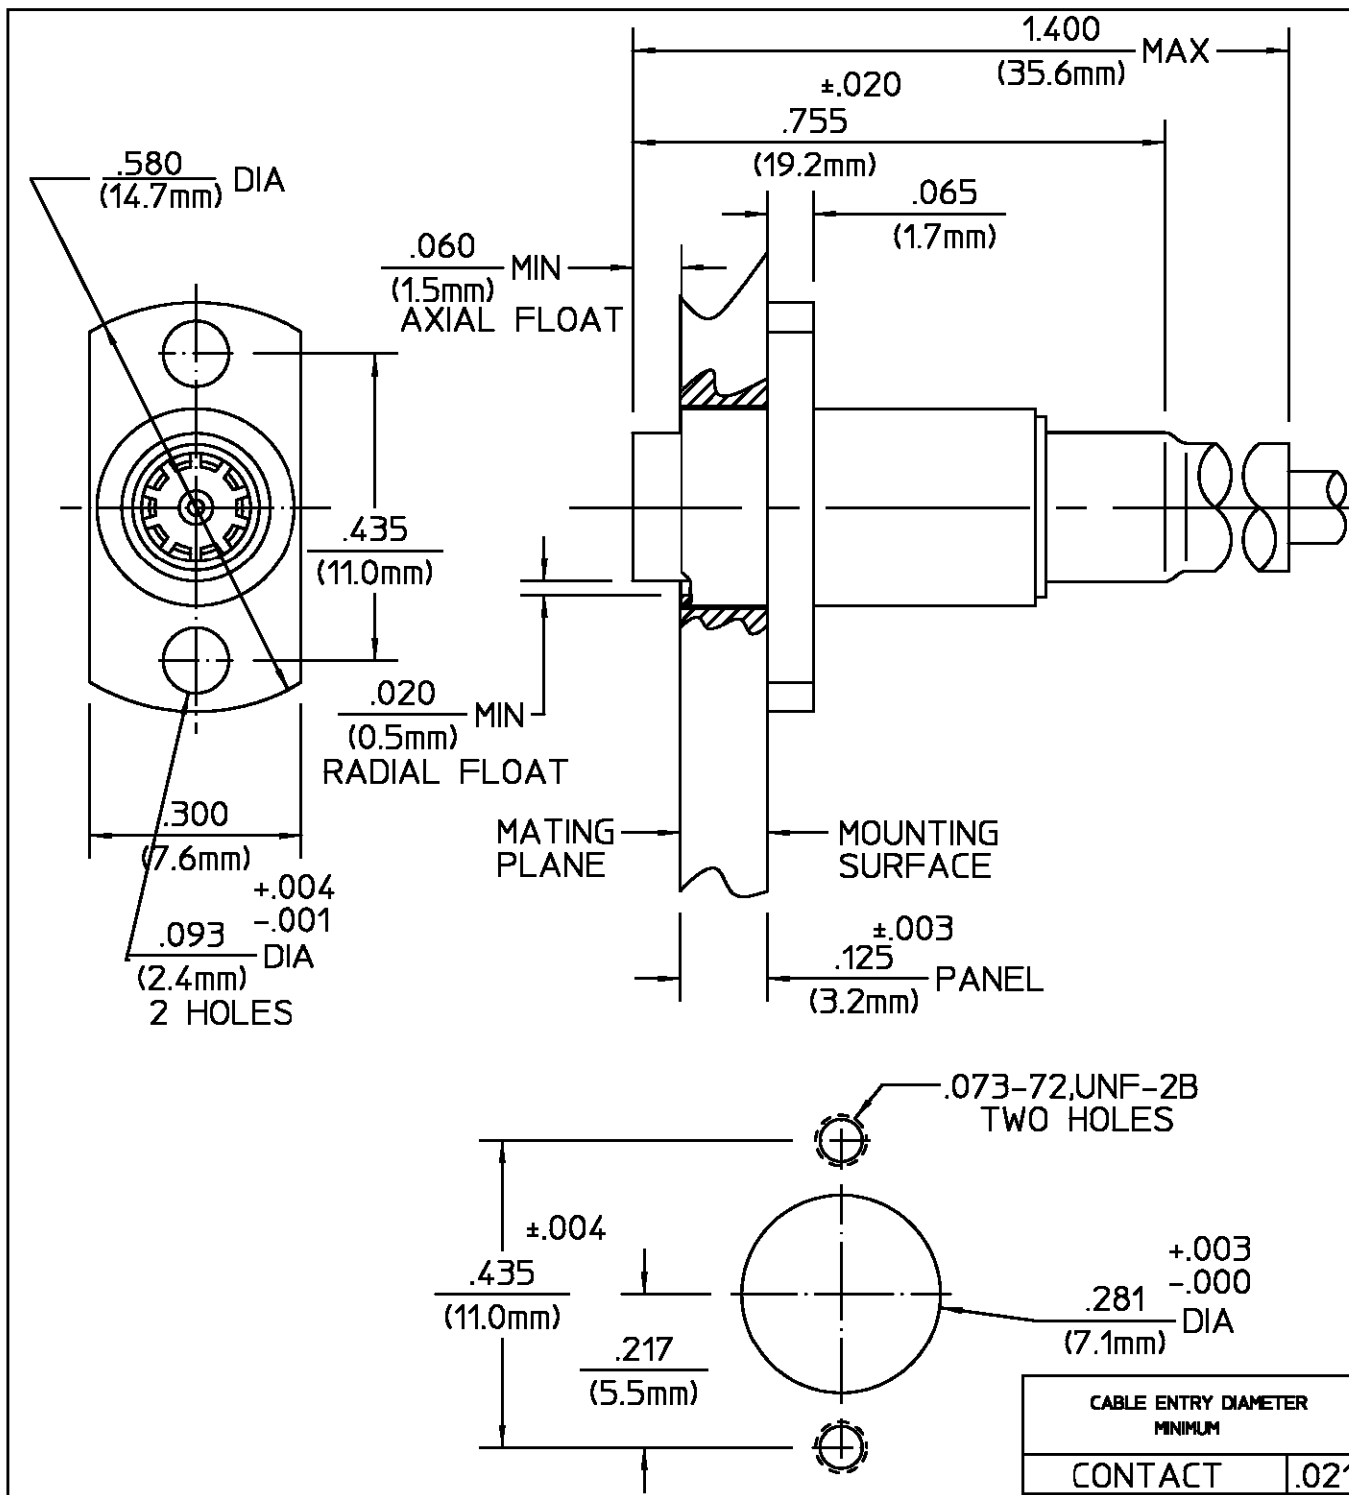 1.400
(35.6mm) MAX
±.020
.755
(19.2mm)
.580
(14.7mm) DIA
.065
(1.7mm)
.060
(1.5mm) MIN
AXIAL FLOAT
.435
(11.0mm)
.020
(0.5mm) MIN
RADIAL FLOAT
.300
(7.6mm)
MATING
PLANE
MOUNTING
SURFACE
+.004
-.001
.093
(2.4mm) DIA
2 HOLES
±.003
.125
(3.2mm) PANEL
.073-72,UNF-2B
TWO HOLES
±.004
.435
(11.0mm)
.217
(5.5mm)
+.003
-.000
.281
(7.1mm) DIA
CABLE ENTRY DIAMETER
MINIMUM
CONTACT